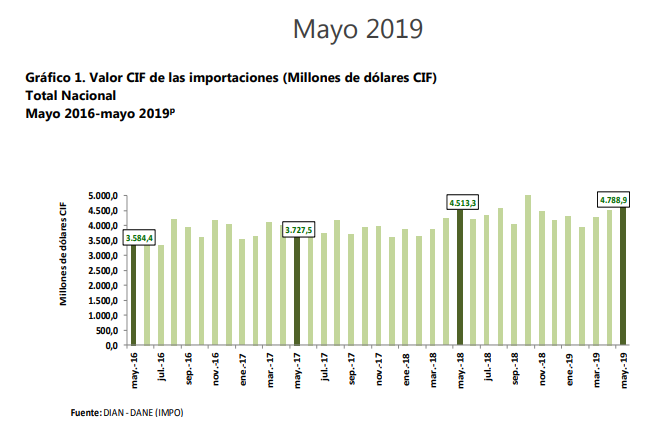 Mayo 2019
Gráfico 1. Valor CIF de las importaciones (Millones de dólares CIF)
Total Nacional
Mayo 2016-mayo 2019ᵖ
Millones de dólares CIF
5.000,0
4.500,0
4.000,0
3.500,0
3.000,0
2.500,0
2.000,0
1.500,0
1.000,0
500,0
0,0
3.584,4
3.727,5
4.513,3
4.788,9
may.-16
jul.-16
sep.-16
nov.-16
ene.-17
mar.-17
may.-17
jul.-17
sep.-17
nov.-17
ene.-18
mar.-18
may.-18
jul.-18
sep.-18
nov.-18
ene.-19
mar.-19
may.-19
Fuente: DIAN - DANE (IMPO)